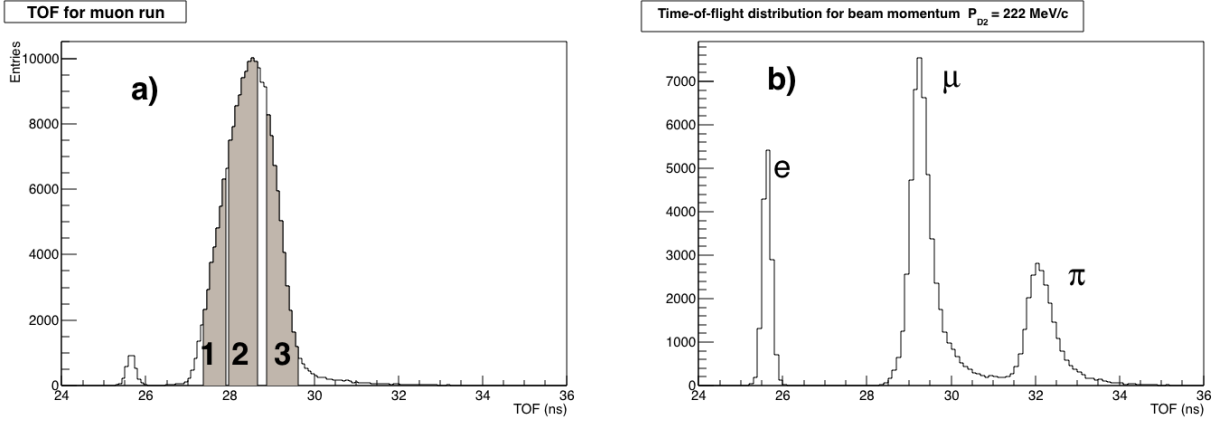 TOF for muon run
Entries
a)
10000
8000
6000
4000
2000
0
1 2 3
24 26 28 30 32 34 36
TOF (ns)
Time-of-flight distribution for beam momentum P_D2 = 222 MeV/c
b)
μ
e
π
7000
6000
5000
4000
3000
2000
1000
0
24 26 28 30 32 34 36
TOF (ns)